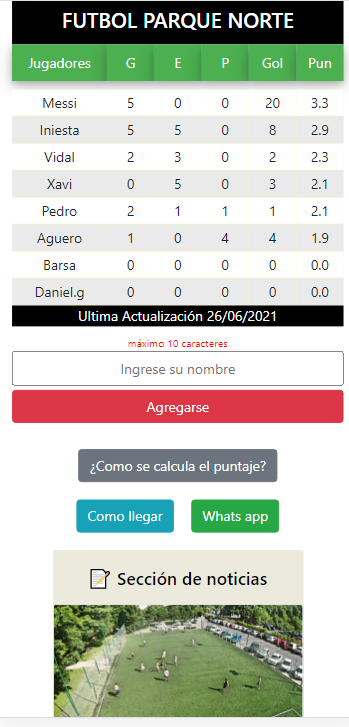 FUTBOL PARQUE NORTE
Jugadores G E P Gol Pun
Messi 5 0 0 20 3.3
Iniesta 5 5 0 8 2.9
Vidal 2 3 0 2 2.3
Xavi 0 5 0 3 2.1
Pedro 2 1 1 1 2.1
Aguero 1 0 4 4 1.9
Barsa 0 0 0 0 0.0
Daniel.g 0 0 0 0 0.0
Ultima Actualización 26/06/2021
máximo 10 caracteres
Ingrese su nombre
Agregarse
¿Como se calcula el puntaje?
Como llegar Whats app
Sección de noticias